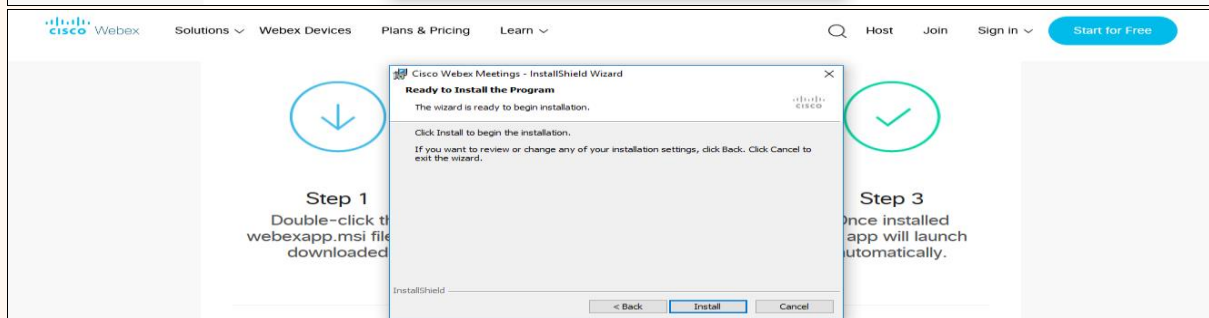 CISCO Webex Solutions Webex Devices Plans & Pricing Learn Host Join Sign in Start for Free
Cisco Webex Meetings - InstallShield Wizard
Ready to Install the Program
The wizard is ready to begin installation.
CISCO
Click Install to begin the installation.
If you want to review or change any of your installation settings, click Back. Click Cancel to
exit the wizard.
Step 1
Double-click
webexapp.msi
downloaded
InstallShield
< Back Install Cancel
Step 3
installed
app will launch
automatically.